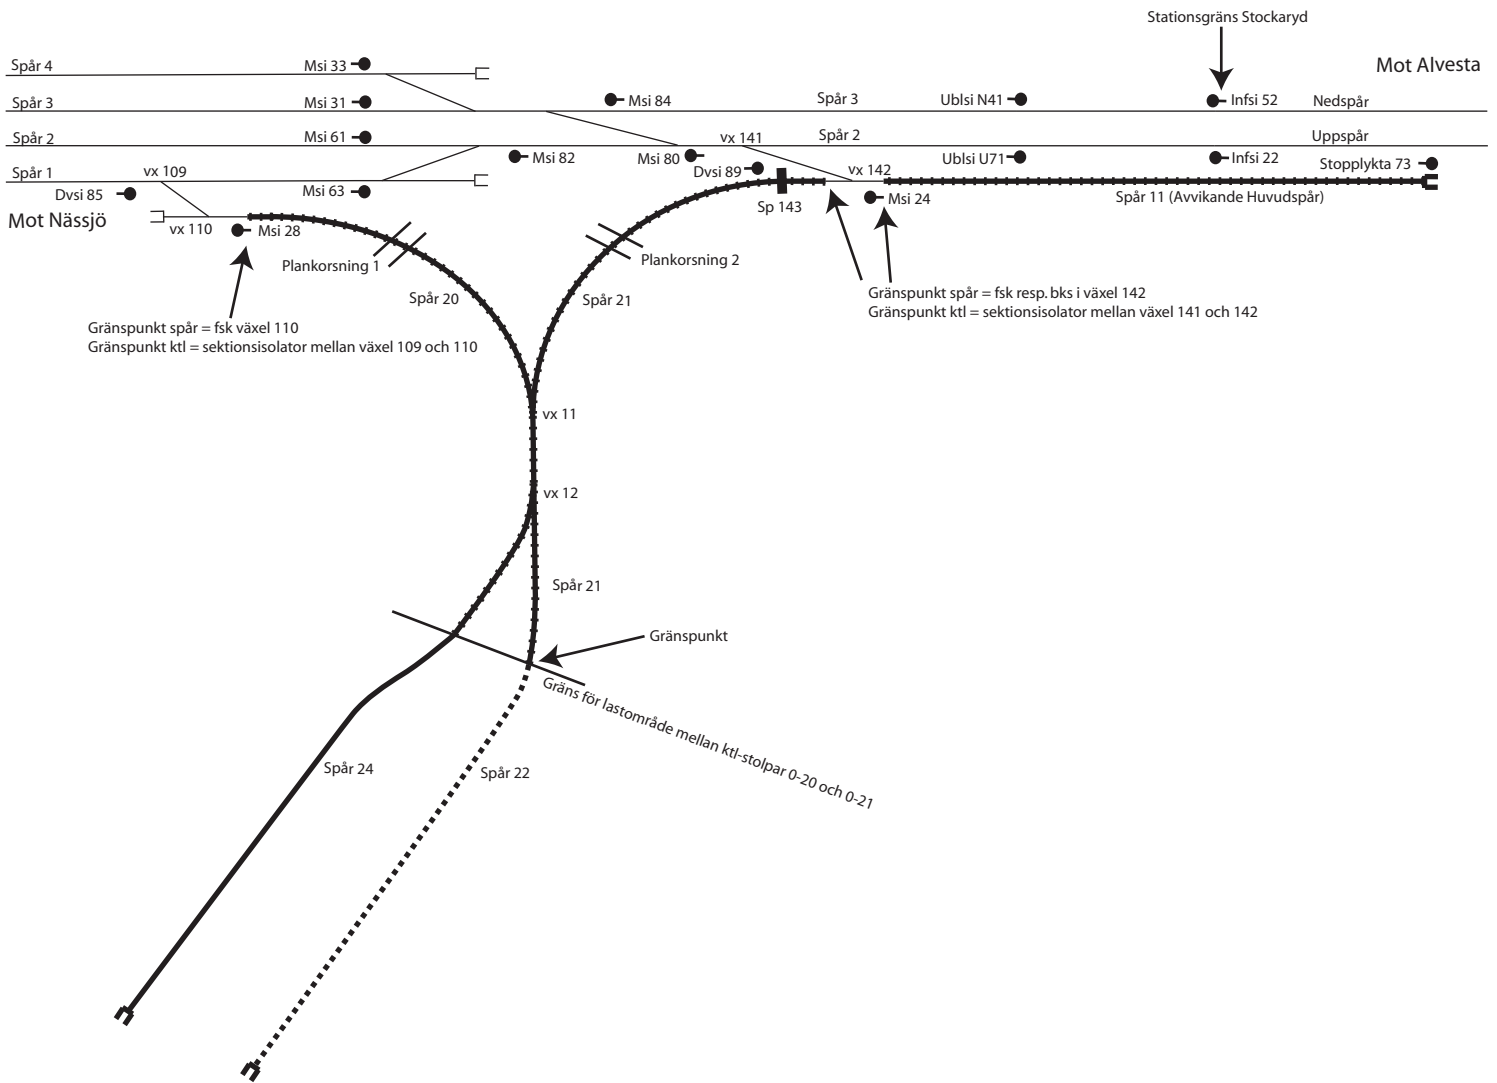 Stationsgräns Stockaryd
Mot Alvesta
Spår 4
Msi 33
Spår 3
Msi 31
Msi 84
Spår 3
Ublsi N41
Infsi 52
Nedspår
Spår 2
Msi 61
vx 141
Spår 2
Uppspår
Msi 82
Msi 80
Ublsi U71
Infsi 22
Stopplykta 73
Spår 1
vx 109
Dvsi 89
vx 142
Dvsi 85
Msi 63
Sp 143
Msi 24
Spår 11 (Avvikande Huvudspår)
Mot Nässjö
vx 110
Msi 28
Plankorsning 1
Plankorsning 2
Spår 20
Spår 21
Gränspunkt spår = fsk resp. bks i växel 142
Gränspunkt ktl = sektionsisolator mellan växel 141 och 142
Gränspunkt spår = fsk växel 110
Gränspunkt ktl = sektionsisolator mellan växel 109 och 110
vx 11
vx 12
Spår 21
Gränspunkt
Gräns för lastområde mellan ktl-stolpar 0-20 och 0-21
Spår 24
Spår 22